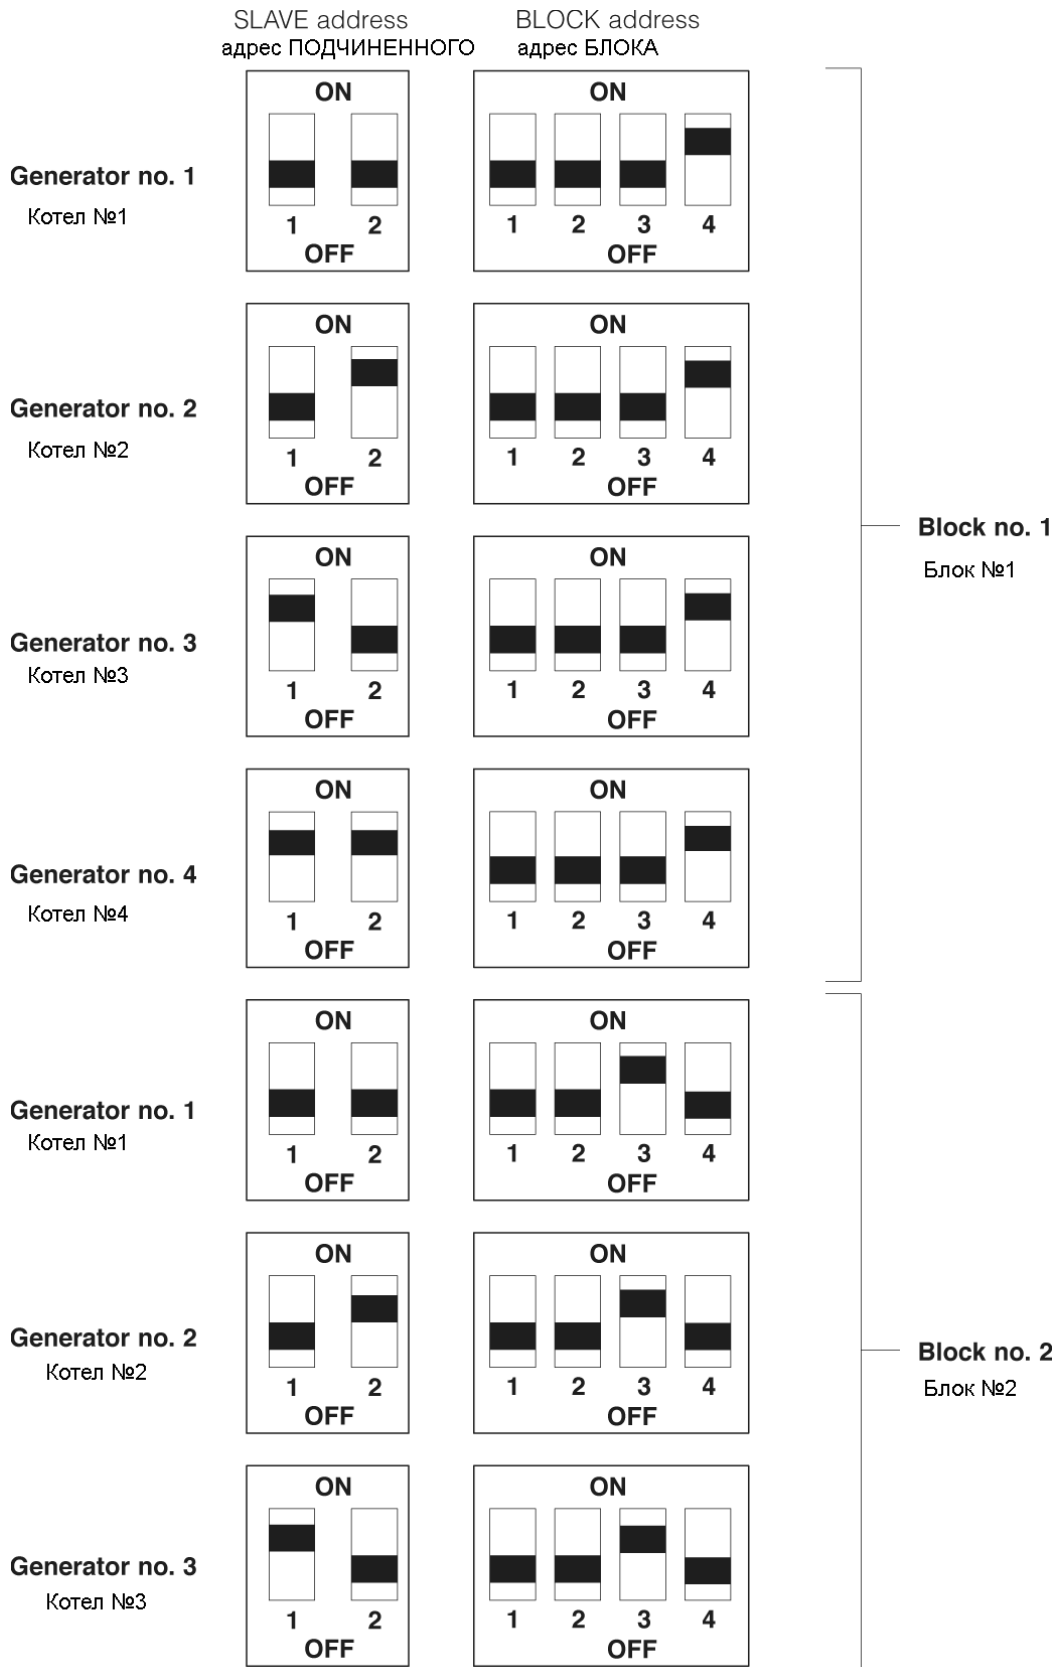 SLAVE address
BLOCK address
адрес ПОДЧИНЕННОГО
адрес БЛОКА
ON
ON
Generator no. 1
Котел №1
1 2
1 2 3 4
OFF
OFF
ON
ON
Generator no. 2
Котел №2
1 2
1 2 3 4
OFF
OFF
Block no. 1
Блок №1
ON
ON
Generator no. 3
Котел №3
1 2
1 2 3 4
OFF
OFF
ON
ON
Generator no. 4
Котел №4
1 2
1 2 3 4
OFF
OFF
ON
ON
Generator no. 1
Котел №1
1 2
1 2 3 4
OFF
OFF
ON
ON
Generator no. 2
Котел №2
1 2
1 2 3 4
OFF
OFF
Block no. 2
Блок №2
ON
ON
Generator no. 3
Котел №3
1 2
1 2 3 4
OFF
OFF